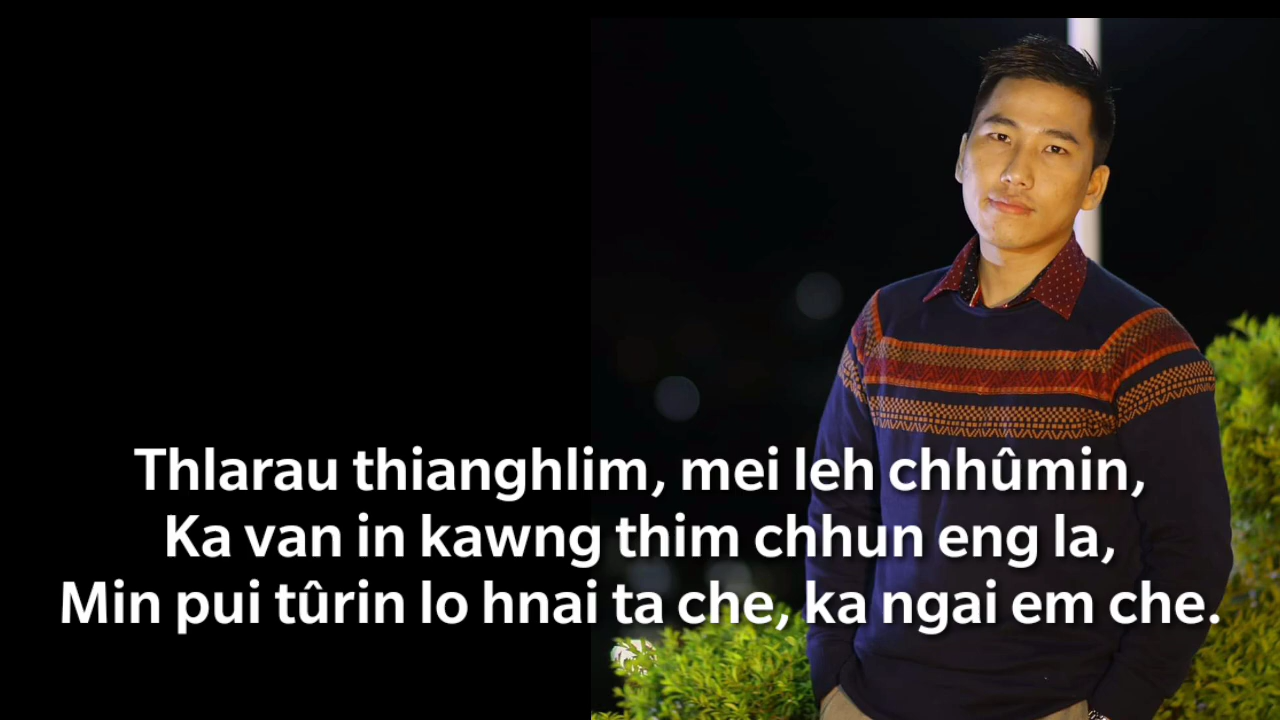 Thlarau thianghlim, mei leh chhûmin,
Ka van in kawng thim chhun eng la,
Min pui tûrin lo hnai ta che, ka ngai em che.